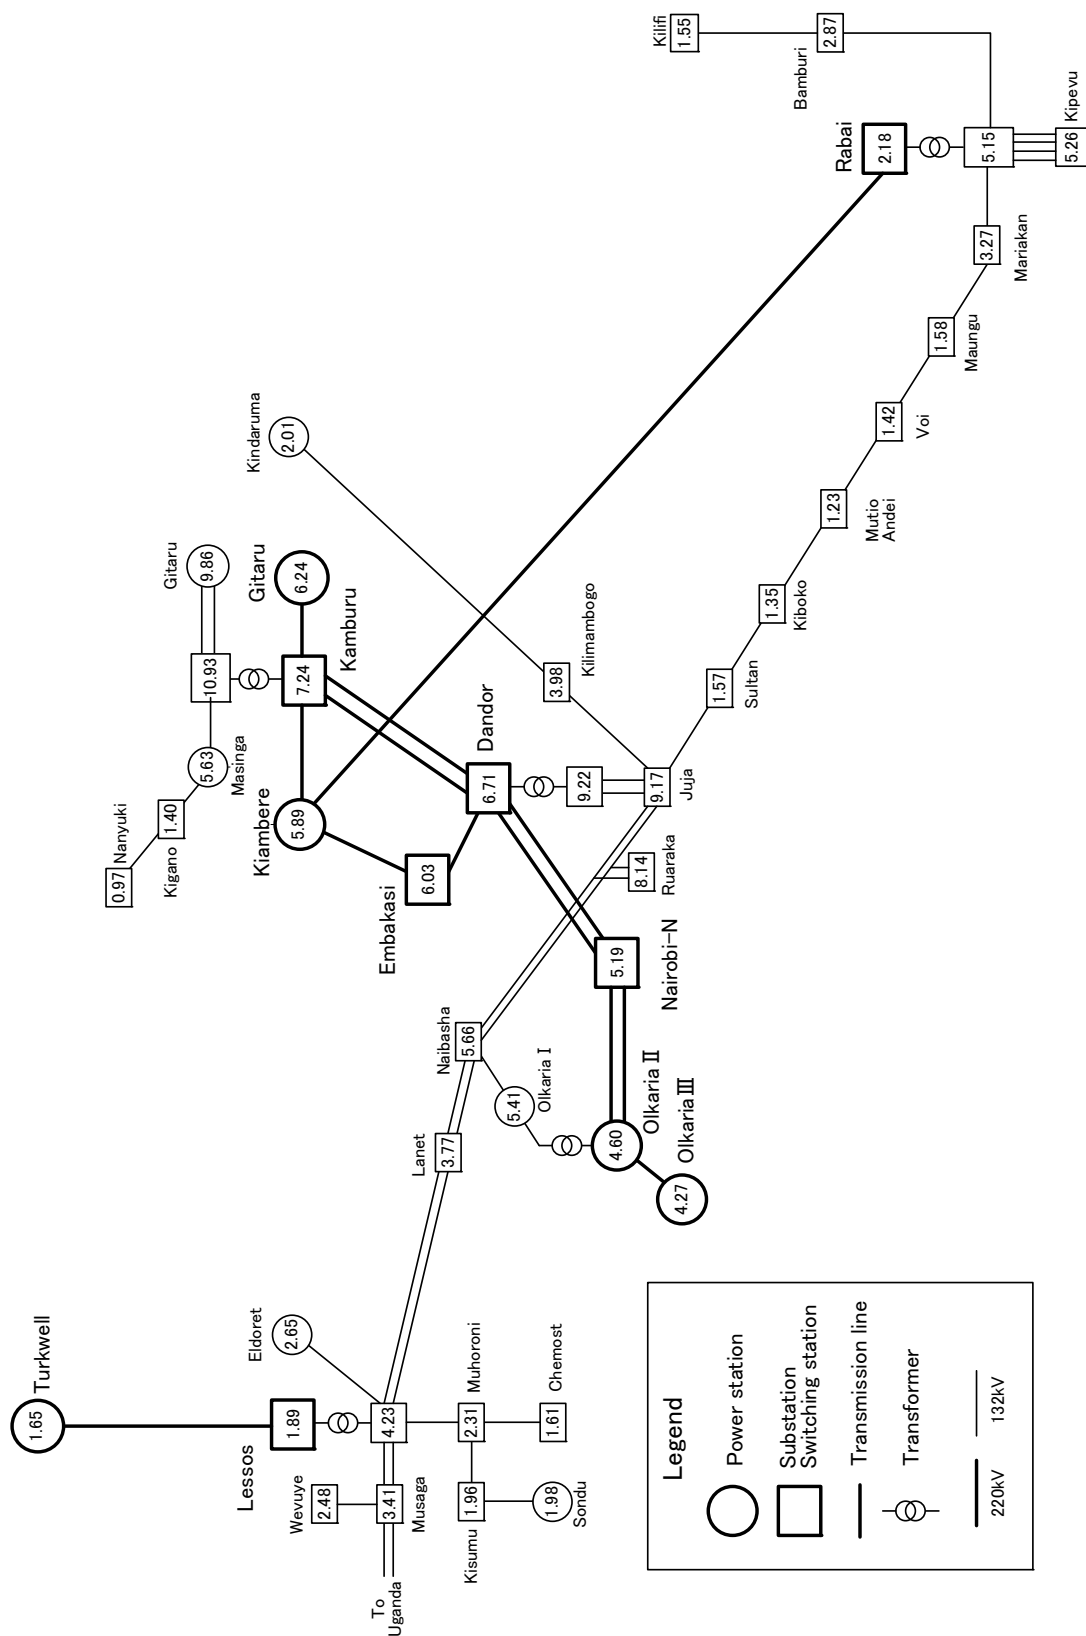 Turkwell
1.65
Lessos
1.89
Eldoret
2.65
Wevuye
2.48
4.23
3.41
Musaga
To
Uganda
Muhoroni
2.31
Chemost
1.61
Kisumu
1.96
1.98
Sondu
Lanet
3.77
Naibasha
5.66
Olkaria I
5.41
4.60
Olkaria II
4.27
Olkaria III
Nairobi-N
5.19
Nanyuki
0.97
Kigano
1.40
Masinga
5.63
10.93
Gitaru
9.86
Gitaru
6.24
Kamburu
7.24
Kiambere
5.89
Embakasi
6.03
Dandor
6.71
9.22
9.17
Juja
8.14
Ruaraka
Kindaruma
2.01
Kilimambogo
3.98
1.57
Sultan
1.35
Kiboko
1.23
Mutio
Andei
1.42
Voi
1.58
Maungu
3.27
Mariakan
Rabai
2.18
5.15
5.26
Kipevu
Bamburi
2.87
Kilifi
1.55
Legend
Power station
Substation
Switching station
Transmission line
Transformer
220kV
132kV